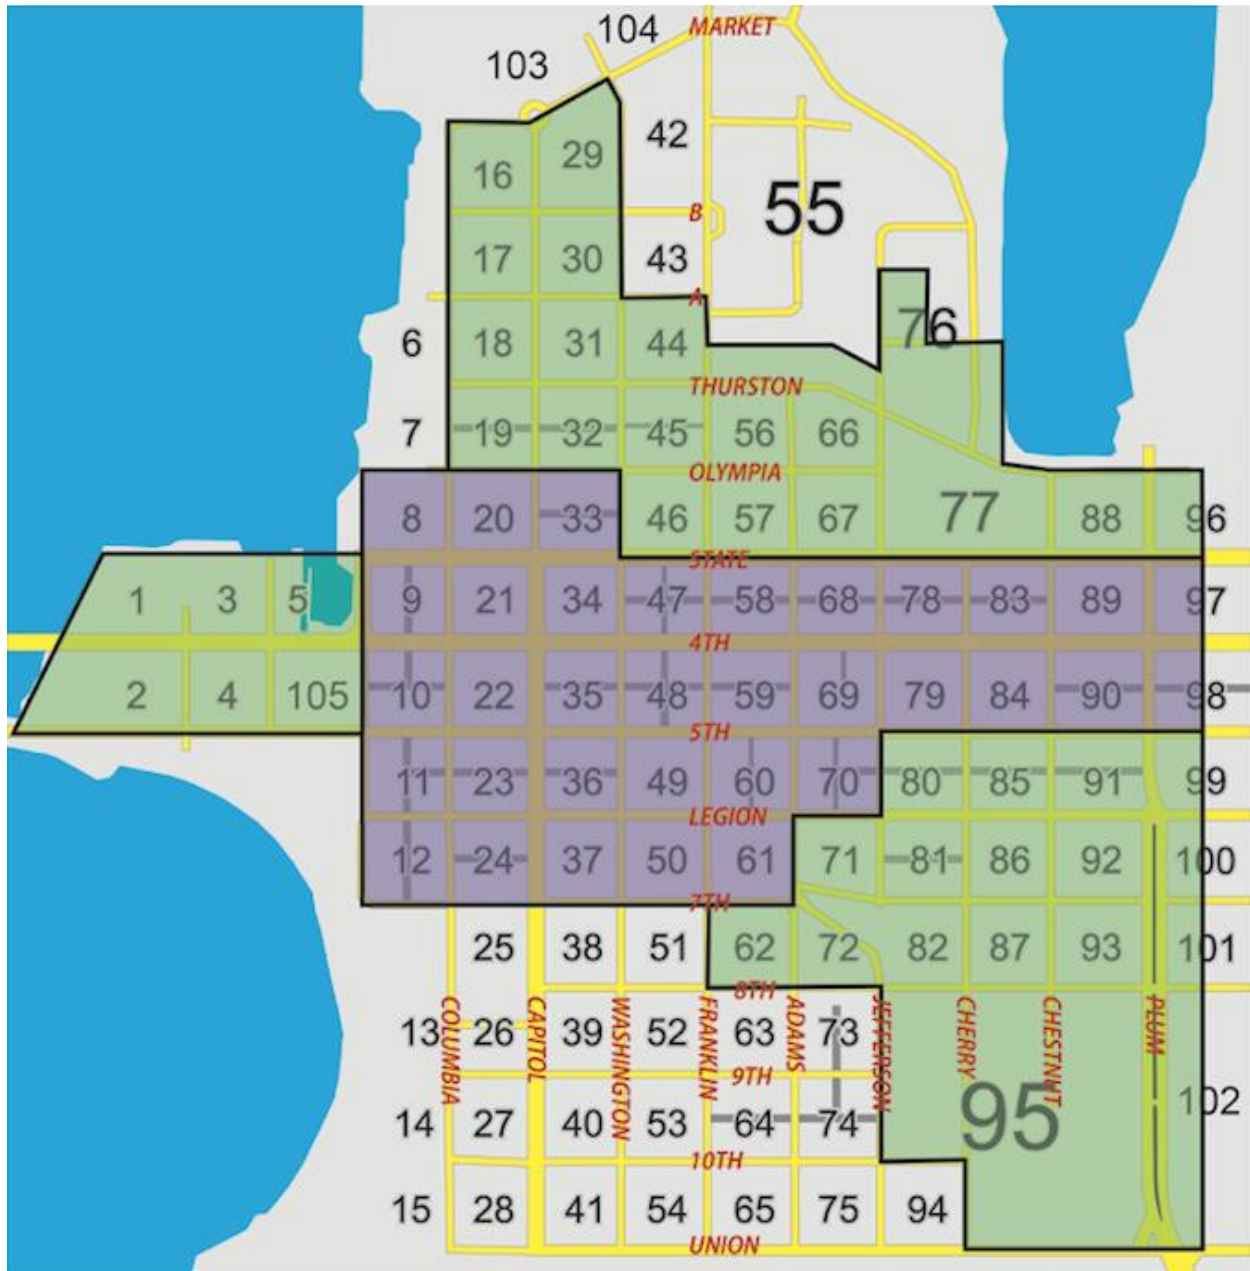 104 MARKET
103
42
29
16
55
B
17 30 43
A
76
6 18 31 44
THURSTON
7 19 32 45 56 66
OLYMPIA
8 20 33 46 57 67 77 88 96
STATE
1 3 5 9 21 34 47 58 68 78 83 89 97
4TH
2 4 105 10 22 35 48 59 69 79 84 90 98
5TH
11 23 36 49 60 70 80 85 91 99
LEGION
12 24 37 50 61 71 81 86 92 100
7TH
25 38 51 62 72 82 87 93 101
8TH
COLUMBIA
CAPITOL
WASHINGTON
FRANKLIN
ADAMS
JEFFERSON
CHERRY
CHESTNUT
PLUM
13 26 39 52 63 73
9TH
14 27 40 53 64 74 95 102
10TH
15 28 41 54 65 75 94
UNION